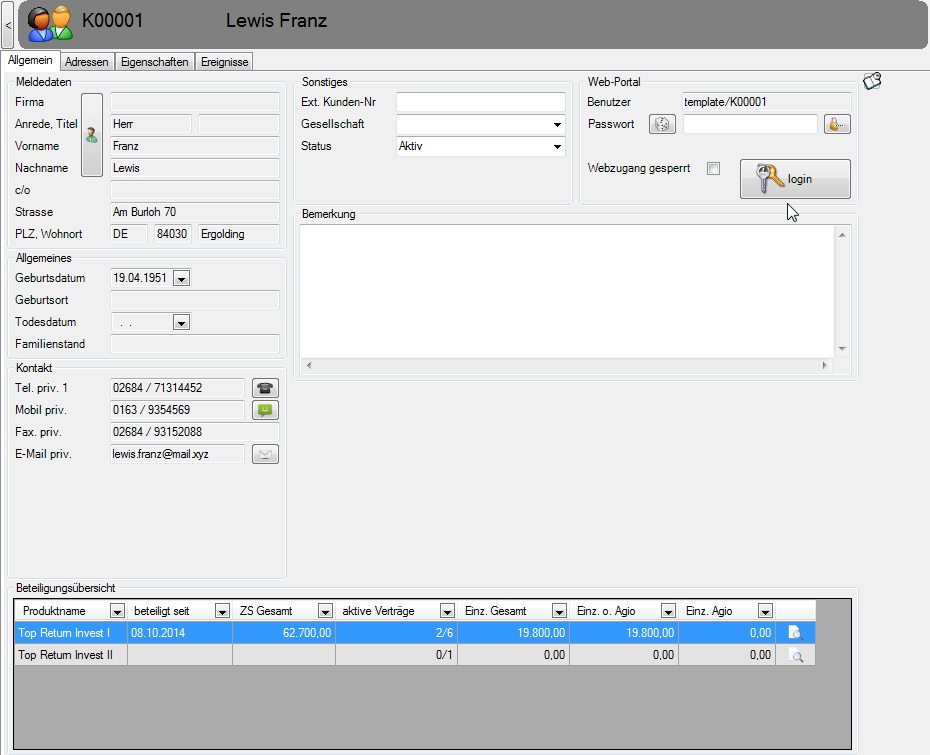 < K00001 Lewis Franz
Allgemein Adressen Eigenschaften Ereignisse
Meldedaten
Firma
Anrede, Titel Herr
Vorname Franz
Nachname Lewis
c/o
Strasse Am Burloh 70
PLZ, Wohnort DE 84030 Ergolding
Allgemeines
Geburtsdatum 19.04.1951
Geburtsort
Todesdatum . .
Familienstand
Kontakt
Tel. priv. 1 02684 / 71314452
Mobil priv. 0163 / 9354569
Fax. priv. 02684 / 93152088
E-Mail priv. lewis.franz@mail.xyz
Sonstiges
Ext. Kunden-Nr
Gesellschaft
Status Aktiv
Web-Portal
Benutzer template/K00001
Passwort
Webzugang gesperrt
login
Bemerkung
Beteiligungsübersicht
Produktname beteiligt seit ZS Gesamt aktive Verträge Einz. Gesamt Einz. o. Agio Einz. Agio
Top Return Invest I 08.10.2014 62.700,00 2/6 19.800,00 19.800,00 0,00
Top Return Invest II 0/1 0,00 0,00 0,00